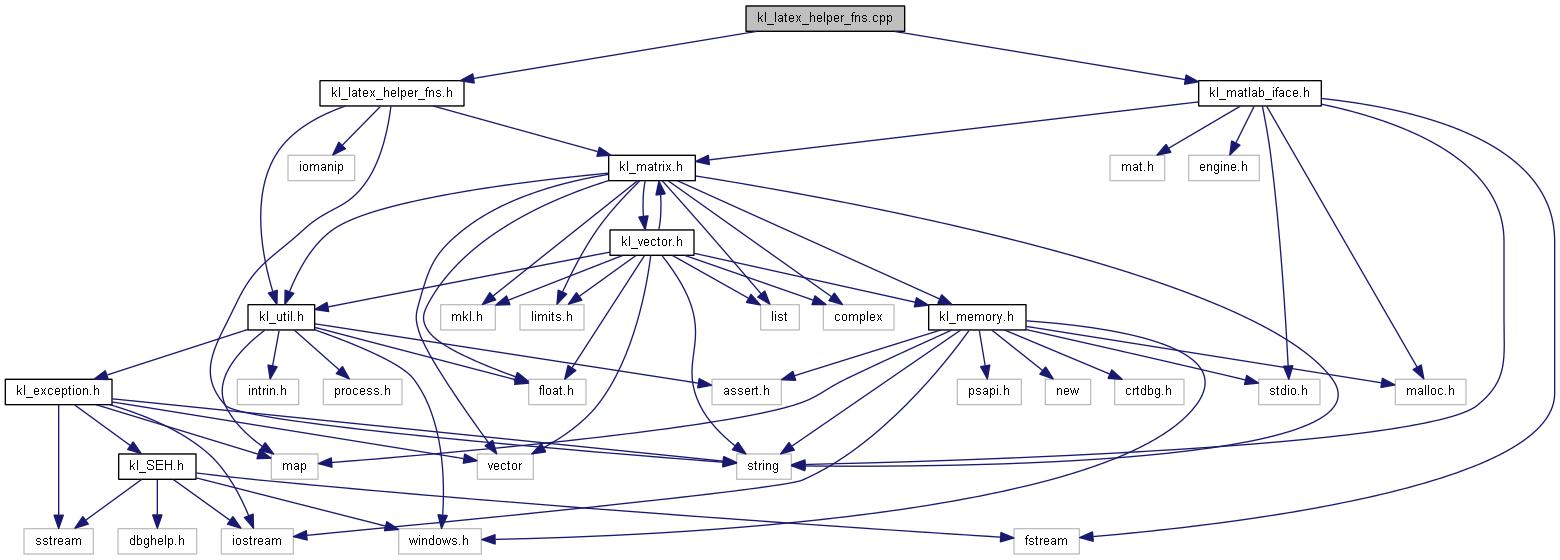 kl_latex_helper_fns.cpp
kl_latex_helper_fns.h
kl_matlab_iface.h
iomanip
kl_matrix.h
mat.h
engine.h
kl_vector.h
kl_util.h
mkl.h
limits.h
list
complex
kl_memory.h
kl_exception.h
intrin.h
process.h
float.h
assert.h
psapi.h
new
crtdbg.h
stdio.h
malloc.h
kl_SEH.h
map
vector
string
sstream
dbghelp.h
iostream
windows.h
fstream